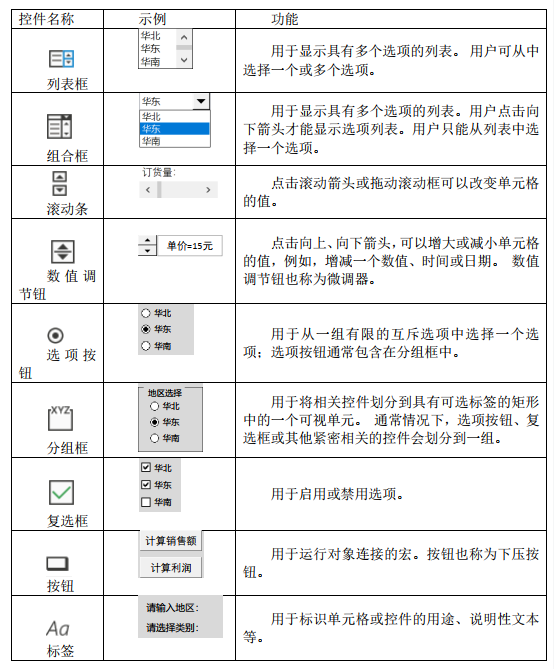 控件名称 示例 功能
华北
华东
华南
列表框
用于显示具有多个选项的列表。 用户可从中
选择一个或多个选项。
华东
华北
华东
华南
组合框
用于显示具有多个选项的列表。用户点击向
下箭头才能显示选项列表。用户只能从列表中选
择一个选项。
订货量：
滚动条
点击滚动箭头或拖动滚动框可以改变单元格
的值。
单价=15元
数值调
节钮
点击向上、向下箭头，可以增大或减小单元格
的值，例如，增减一个数值、时间或日期。 数值
调节钮也称为微调器。
华北
华东
华南
选项按
钮
用于从一组有限的互斥选项中选择一个选
项；选项按钮通常包含在分组框中。
XYZ
地区选择
华北
华东
华南
分组框
用于将相关控件划分到具有可选标签的矩形
中的一个可视单元。 通常情况下，选项按钮、复
选框或其他紧密相关的控件会划分到一组。
华北
华东
华南
复选框
用于启用或禁用选项。
计算销售额
计算利润
按钮
用于运行对象连接的宏。按钮也称为下压按
钮。
Aa
请输入地区：
请选择类别：
标签
用于标识单元格或控件的用途、说明性文本
等。